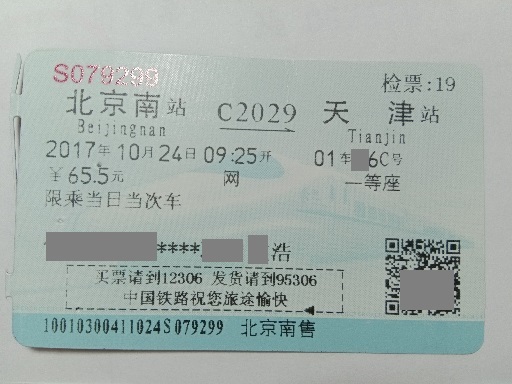 S079299
检票:19
北京南站 C2029 天津站
Beijingnan Tianjin
2017年10月24日09:25开 01车6C号
￥65.5元 网 一等座
限乘当日当次车
**** 浩
买票请到12306 发货请到95306
中国铁路祝您旅途愉快
10010300411024S079299 北京南售